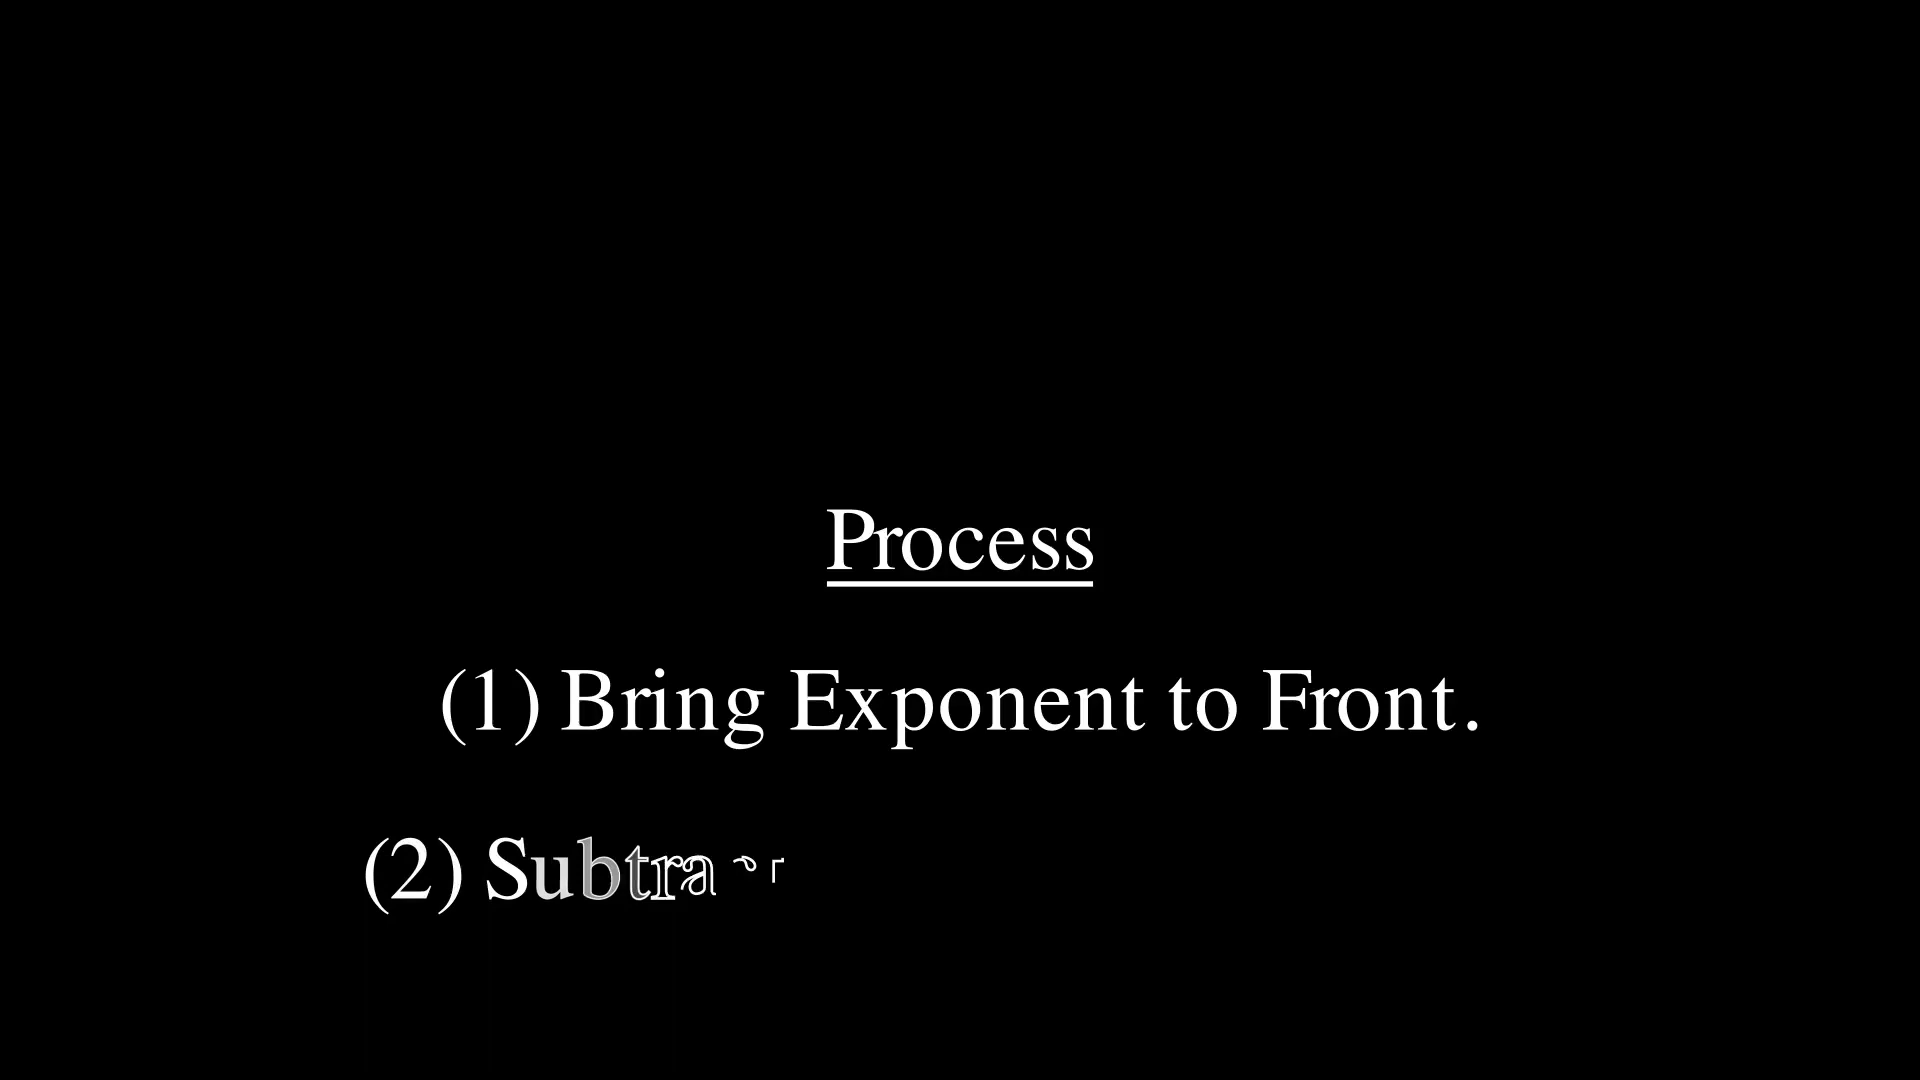 Process
(1) Bring Exponent to Front.
(2) Subtra